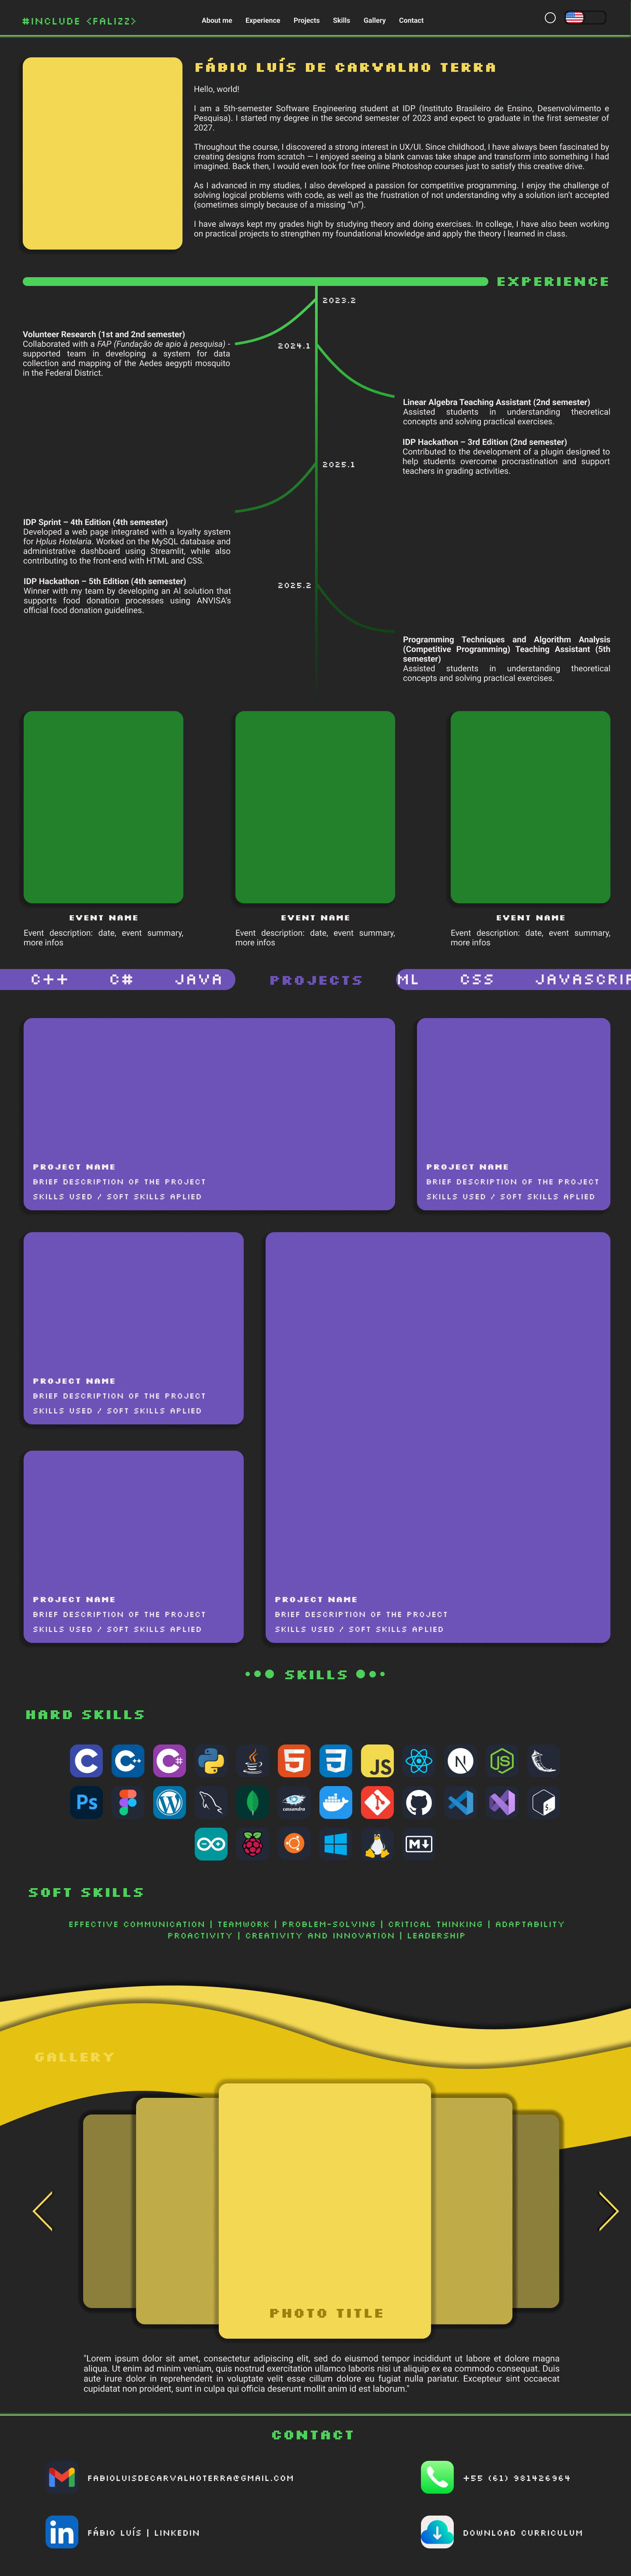 #INCLUDE <FALIZZ>
About me Experience Projects Skills Gallery Contact
FÁBIO LUÍS DE CARVALHO TERRA
Hello, world!
I am a 5th-semester Software Engineering student at IDP (Instituto Brasileiro de Ensino, Desenvolvimento e
Pesquisa). I started my degree in the second semester of 2023 and expect to graduate in the first semester of
2027.
Throughout the course, I discovered a strong interest in UX/UI. Since childhood, I have always been fascinated by
creating designs from scratch — I enjoyed seeing a blank canvas take shape and transform into something I had
imagined. Back then, I would even look for free online Photoshop courses just to satisfy this creative drive.
As I advanced in my studies, I also developed a passion for competitive programming. I enjoy the challenge of
solving logical problems with code, as well as the frustration of not understanding why a solution isn't accepted
(sometimes simply because of a missing "\n").
I have always kept my grades high by studying theory and doing exercises. In college, I have also been working
on practical projects to strengthen my foundational knowledge and apply the theory I learned in class.
EXPERIENCE
2023.2
Volunteer Research (1st and 2nd semester)
Collaborated with a FAP (Fundação de apio à pesquisa) -
supported team in developing a system for data
collection and mapping of the Aedes aegypti mosquito
in the Federal District.
2024.1
Linear Algebra Teaching Assistant (2nd semester)
Assisted students in understanding theoretical
concepts and solving practical exercises.
IDP Hackathon – 3rd Edition (2nd semester)
Contributed to the development of a plugin designed to
help students overcome procrastination and support
teachers in grading activities.
2025.1
IDP Sprint – 4th Edition (4th semester)
Developed a web page integrated with a loyalty system
for Hplus Hotelaria. Worked on the MySQL database and
administrative dashboard using Streamlit, while also
contributing to the front-end with HTML and CSS.
IDP Hackathon – 5th Edition (4th semester)
Winner with my team by developing an AI solution that
supports food donation processes using ANVISA's
official food donation guidelines.
2025.2
Programming Techniques and Algorithm Analysis
(Competitive Programming) Teaching Assistant (5th
semester)
Assisted students in understanding theoretical
concepts and solving practical exercises.
EVENT NAME
Event description: date, event summary,
more infos
EVENT NAME
Event description: date, event summary,
more infos
EVENT NAME
Event description: date, event summary,
more infos
C++ C# JAVA PROJECTS ML CSS JAVASCRIP
PROJECT NAME
BRIEF DESCRIPTION OF THE PROJECT
SKILLS USED / SOFT SKILLS APLIED
PROJECT NAME
BRIEF DESCRIPTION OF THE PROJECT
SKILLS USED / SOFT SKILLS APLIED
PROJECT NAME
BRIEF DESCRIPTION OF THE PROJECT
SKILLS USED / SOFT SKILLS APLIED
PROJECT NAME
BRIEF DESCRIPTION OF THE PROJECT
SKILLS USED / SOFT SKILLS APLIED
PROJECT NAME
BRIEF DESCRIPTION OF THE PROJECT
SKILLS USED / SOFT SKILLS APLIED
SKILLS
HARD SKILLS
C C++ C# 5 3 JS N JS
Ps cassandra $
M
SOFT SKILLS
EFFECTIVE COMMUNICATION | TEAMWORK | PROBLEM-SOLVING | CRITICAL THINKING | ADAPTABILITY
PROACTIVITY | CREATIVITY AND INNOVATION | LEADERSHIP
GALLERY
PHOTO TITLE
"Lorem ipsum dolor sit amet, consectetur adipiscing elit, sed do eiusmod tempor incididunt ut labore et dolore magna
aliqua. Ut enim ad minim veniam, quis nostrud exercitation ullamco laboris nisi ut aliquip ex ea commodo consequat. Duis
aute irure dolor in reprehenderit in voluptate velit esse cillum dolore eu fugiat nulla pariatur. Excepteur sint occaecat
cupidatat non proident, sunt in culpa qui officia deserunt mollit anim id est laborum."
CONTACT
FABIOLUISDECARVALHOTERRA@GMAIL.COM
+55 (61) 981426964
in FÁBIO LUÍS | LINKEDIN
DOWNLOAD CURRICULUM